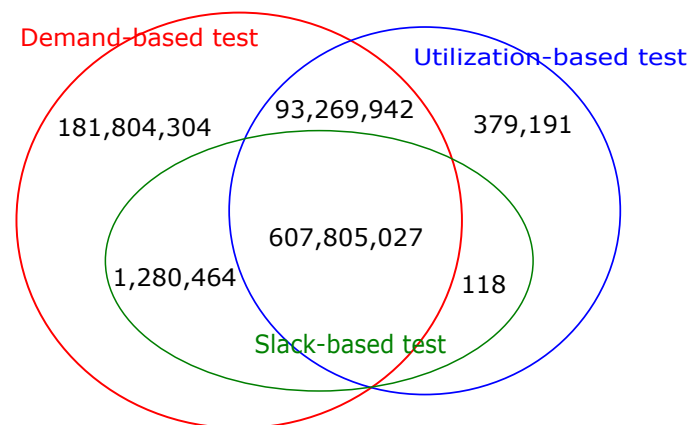 Demand-based test
Utilization-based test
93,269,942
181,804,304
379,191
607,805,027
1,280,464
118
Slack-based test